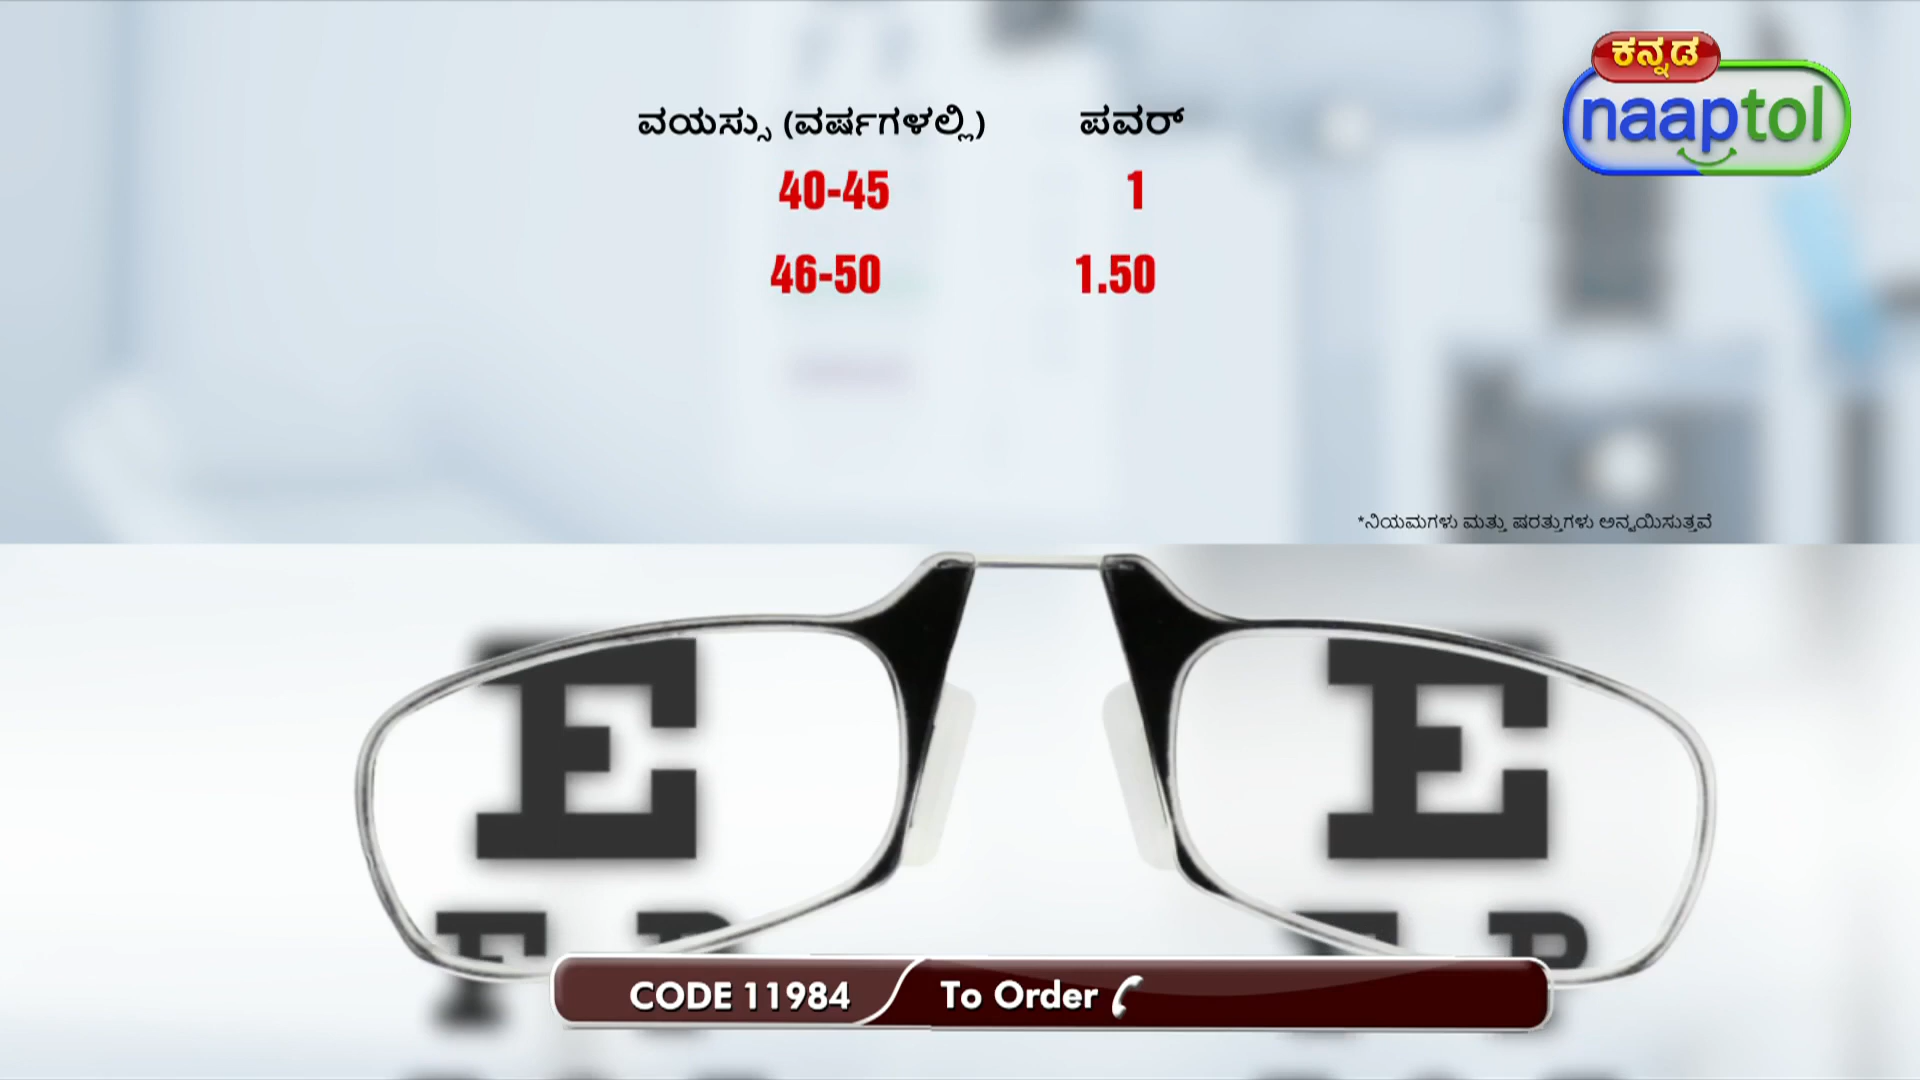 ಕನ್ನಡ
naaptol
ವಯಸ್ಸು (ವರ್ಷಗಳಲ್ಲಿ) ಪವರ್
40-45 1
46-50 1.50
*ನಿಯಮಗಳು ಮತ್ತು ಷರತ್ತುಗಳು ಅನ್ವಯಿಸುತ್ತವೆ
E E
F P F P
CODE 11984 To Order